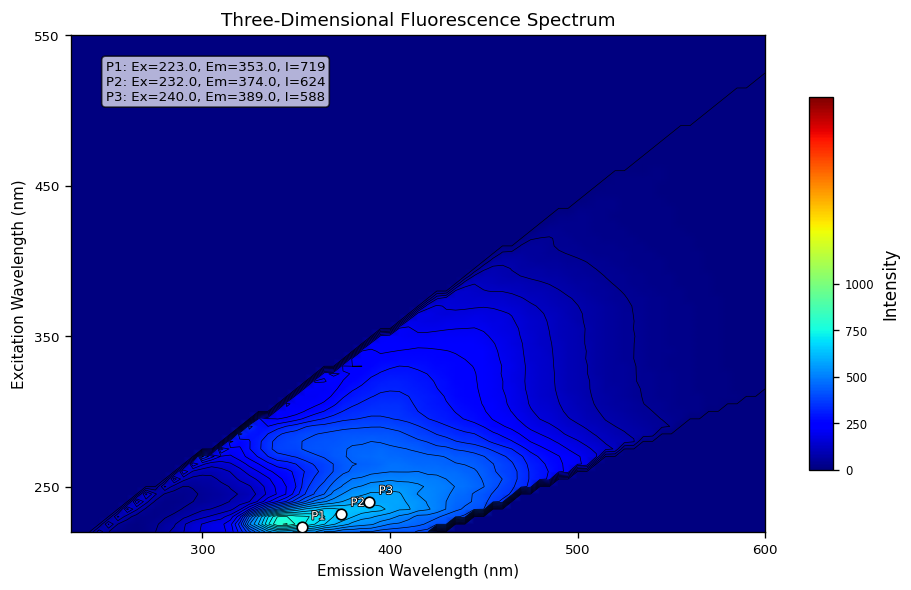 Three-Dimensional Fluorescence Spectrum
P1: Ex=223.0, Em=353.0, I=719
P2: Ex=232.0, Em=374.0, I=624
P3: Ex=240.0, Em=389.0, I=588
550
450
350
250
Excitation Wavelength (nm)
P3
P2
P1
300 400 500 600
Emission Wavelength (nm)
1000
750
500
250
0
Intensity